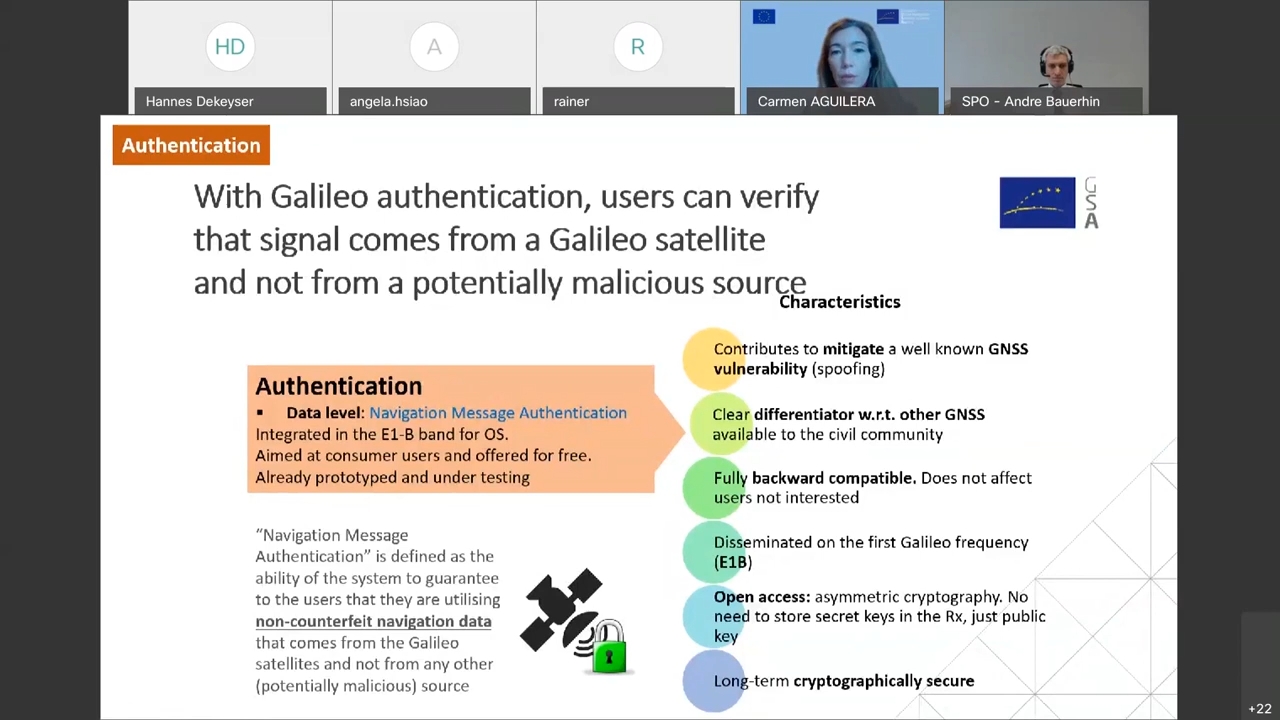 HD
A
R
Hannes Dekeyser
angela.hsiao
rainer
Carmen AGUILERA
SPO - Andre Bauerhin
Authentication
With Galileo authentication, users can verify
that signal comes from a Galileo satellite
and not from a potentially malicious source
GSA
Characteristics
Authentication
▪ Data level: Navigation Message Authentication
Integrated in the E1-B band for OS.
Aimed at consumer users and offered for free.
Already prototyped and under testing
“Navigation Message
Authentication” is defined as the
ability of the system to guarantee
to the users that they are utilising
non-counterfeit navigation data
that comes from the Galileo
satellites and not from any other
(potentially malicious) source
Contributes to mitigate a well known GNSS
vulnerability (spoofing)
Clear differentiator w.r.t. other GNSS
available to the civil community
Fully backward compatible. Does not affect
users not interested
Disseminated on the first Galileo frequency
(E1B)
Open access: asymmetric cryptography. No
need to store secret keys in the Rx, just public
key
Long-term cryptographically secure
+22